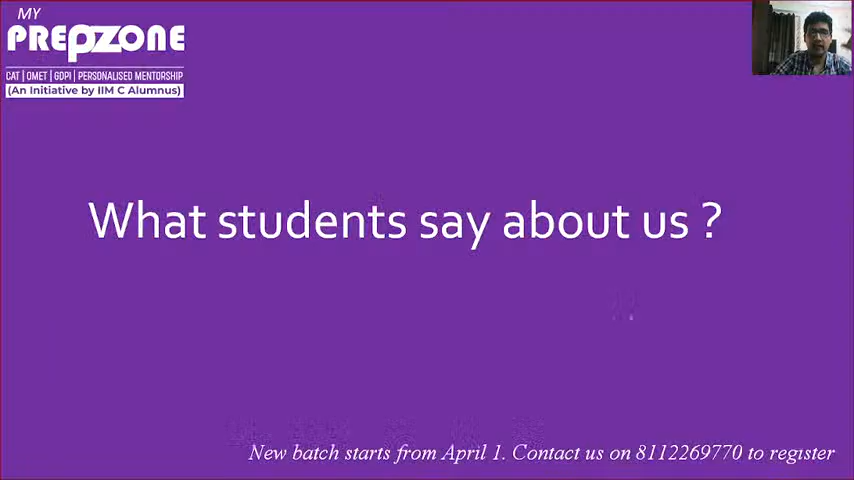 MY
PREPZONE
CAT | OMET | GDPI | PERSONALISED MENTORSHIP
(An Initiative by IIM C Alumnus)
What students say about us ?
New batch starts from April 1. Contact us on 8112269770 to register